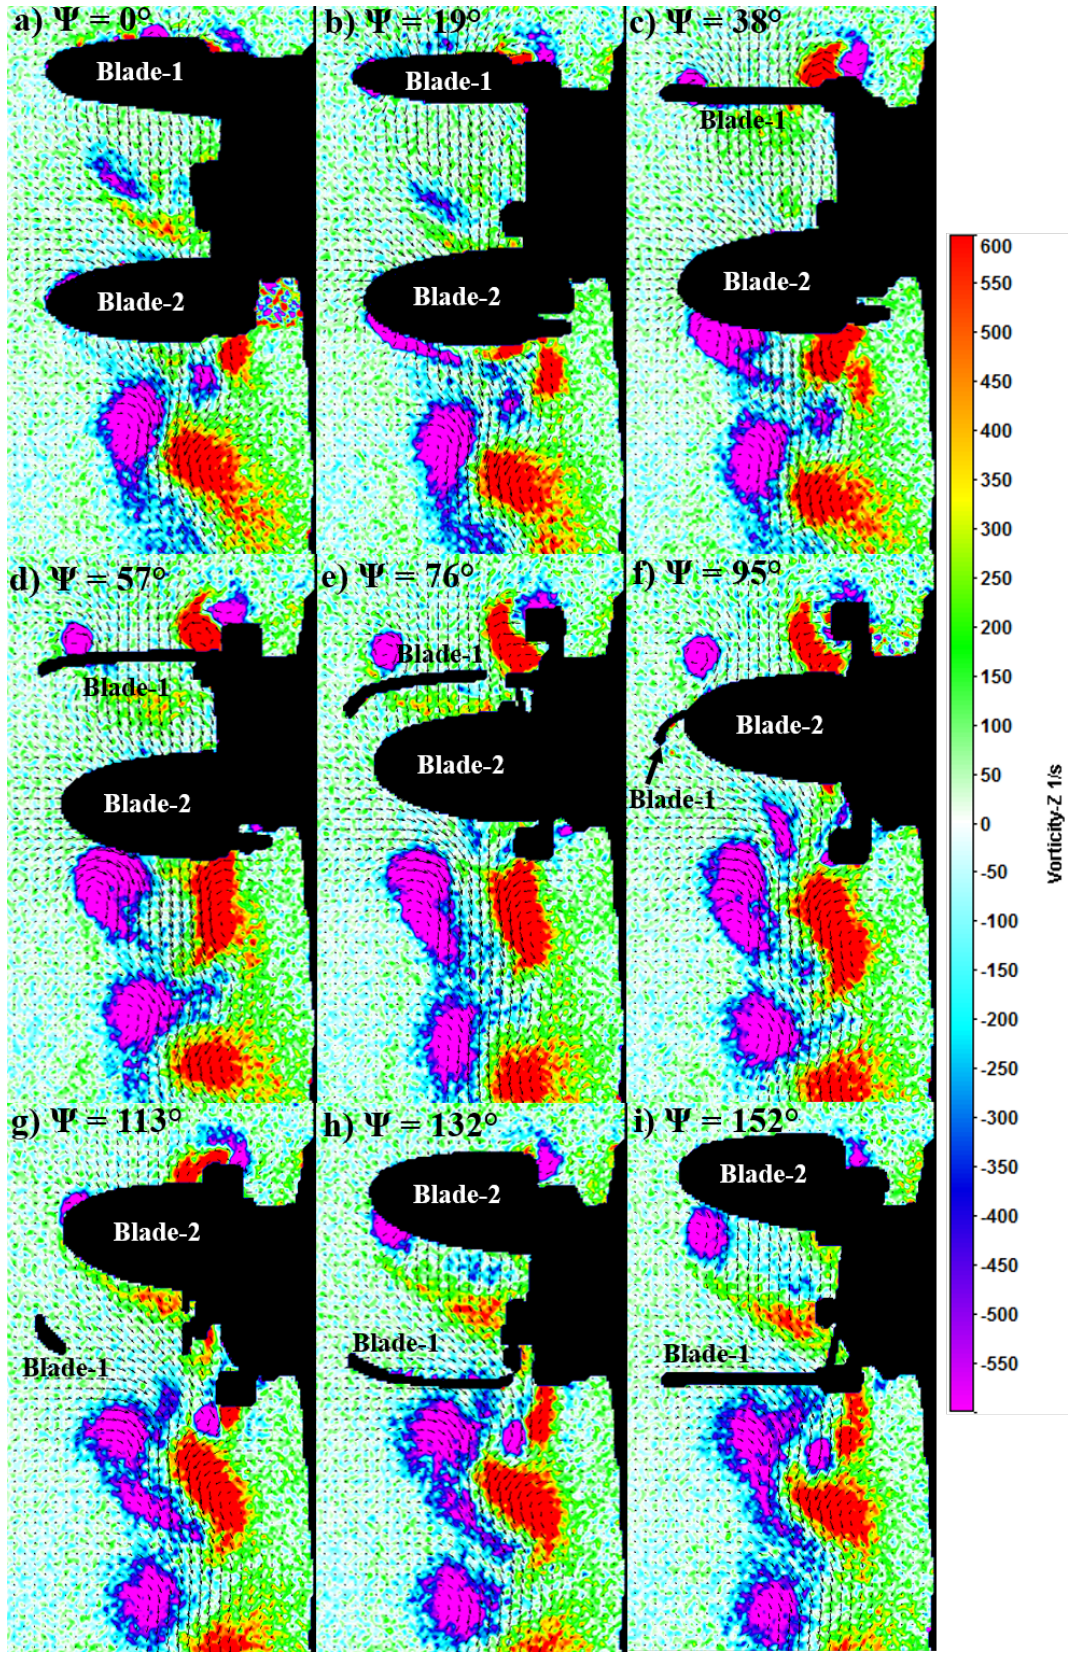 a) Ψ = 0°
Blade-1
Blade-2
b) Ψ = 19°
Blade-1
Blade-2
c) Ψ = 38°
Blade-1
Blade-2
d) Ψ = 57°
Blade-1
Blade-2
e) Ψ = 76°
Blade-1
Blade-2
f) Ψ = 95°
Blade-2
Blade-1
g) Ψ = 113°
Blade-2
Blade-1
h) Ψ = 132°
Blade-2
Blade-1
i) Ψ = 152°
Blade-2
Blade-1
600
550
500
450
400
350
300
250
200
150
100
50
0
-50
-100
-150
-200
-250
-300
-350
-400
-450
-500
-550
Vorticity-Z 1/s